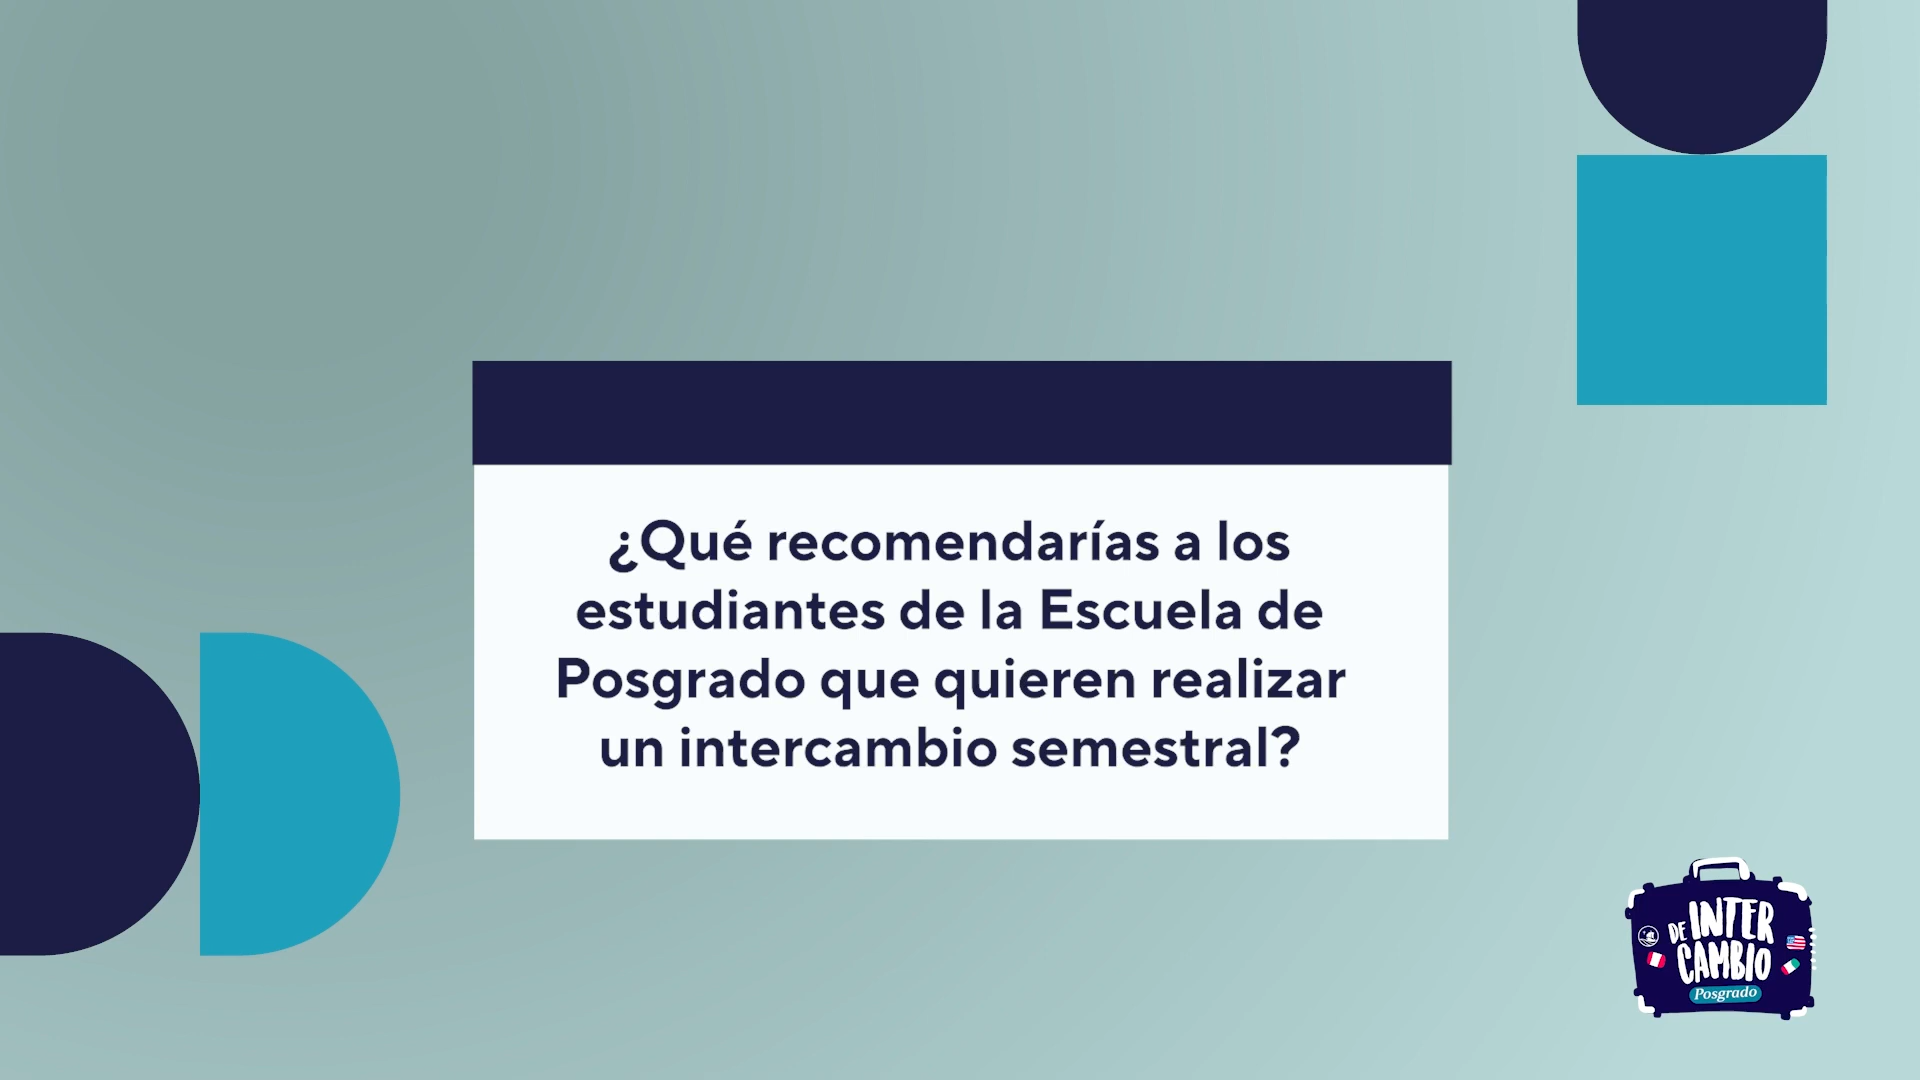 ¿Qué recomendarías a los
estudiantes de la Escuela de
Posgrado que quieren realizar
un intercambio semestral?
DE INTER
CAMBIO
Posgrado